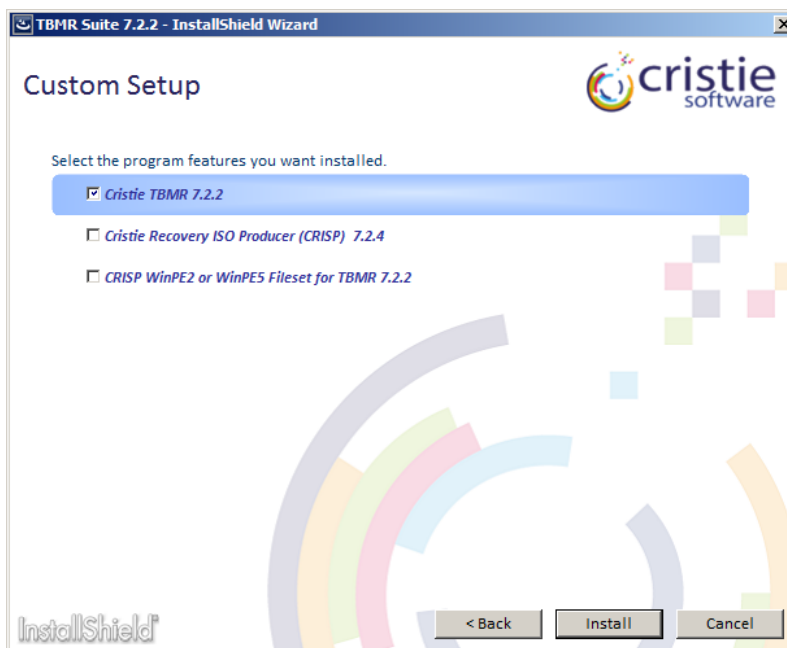 TBMR Suite 7.2.2 - InstallShield Wizard
Custom Setup
cristie
software
Select the program features you want installed.
Cristie TBMR 7.2.2
Cristie Recovery ISO Producer (CRISP)  7.2.4
CRISP WinPE2 or WinPE5 Fileset for TBMR 7.2.2
InstallShield
< Back
Install
Cancel